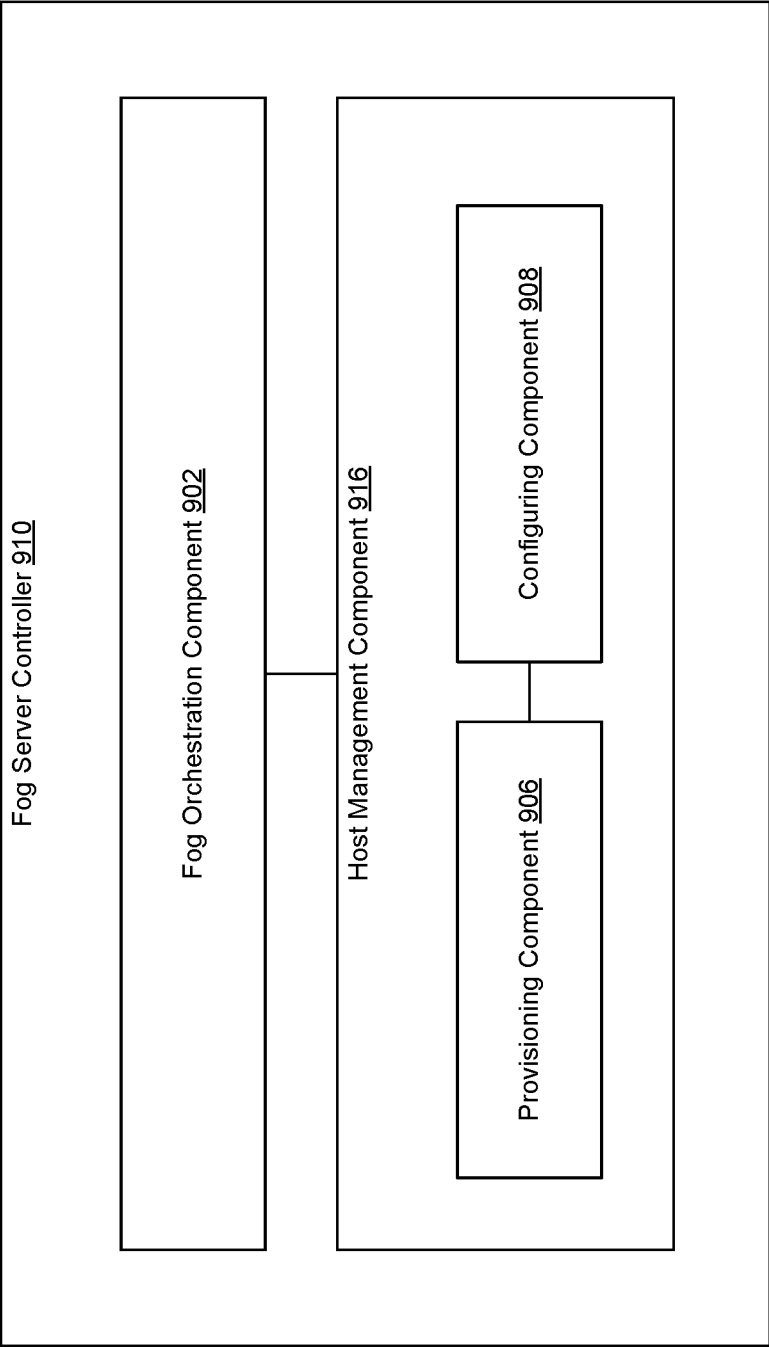 Fog Server Controller 910
Fog Orchestration Component 902
Host Management Component 916
Provisioning Component 906
Configuring Component 908